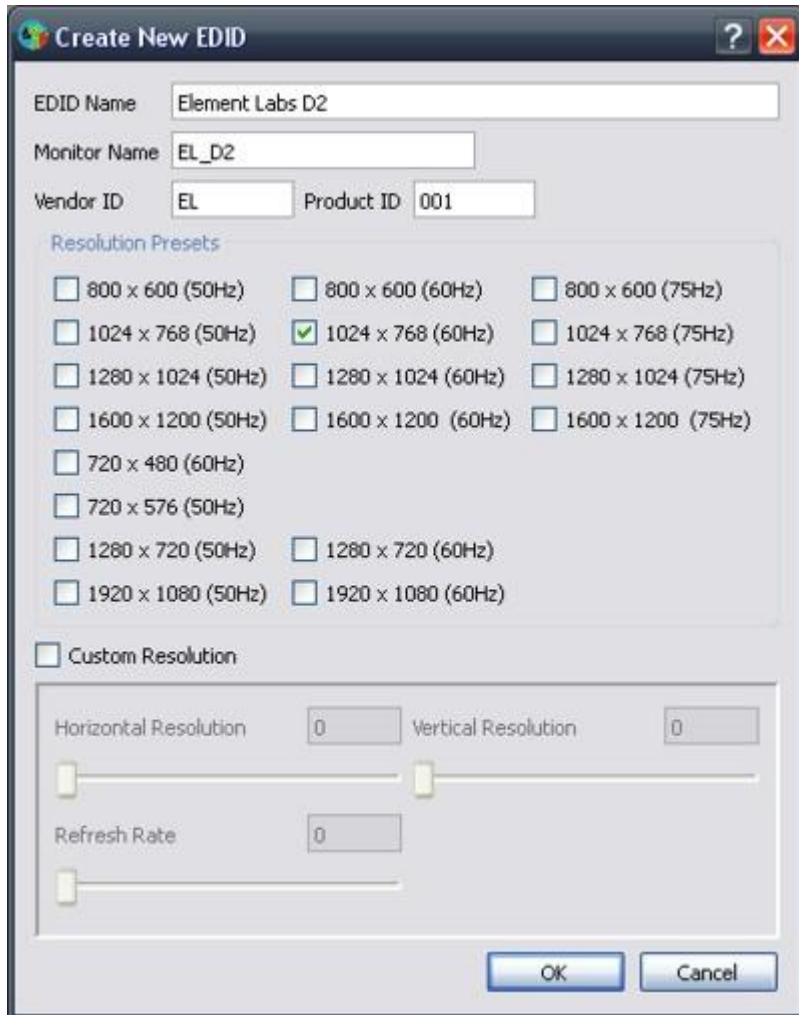 Create New EDID ?
EDID Name Element Labs D2
Monitor Name EL_D2
Vendor ID EL Product ID 001
Resolution Presets
800 x 600 (50Hz) 800 x 600 (60Hz) 800 x 600 (75Hz)
1024 x 768 (50Hz) 1024 x 768 (60Hz) 1024 x 768 (75Hz)
1280 x 1024 (50Hz) 1280 x 1024 (60Hz) 1280 x 1024 (75Hz)
1600 x 1200 (50Hz) 1600 x 1200 (60Hz) 1600 x 1200 (75Hz)
720 x 480 (60Hz)
720 x 576 (50Hz)
1280 x 720 (50Hz) 1280 x 720 (60Hz)
1920 x 1080 (50Hz) 1920 x 1080 (60Hz)
Custom Resolution
Horizontal Resolution 0 Vertical Resolution 0
Refresh Rate 0
OK Cancel